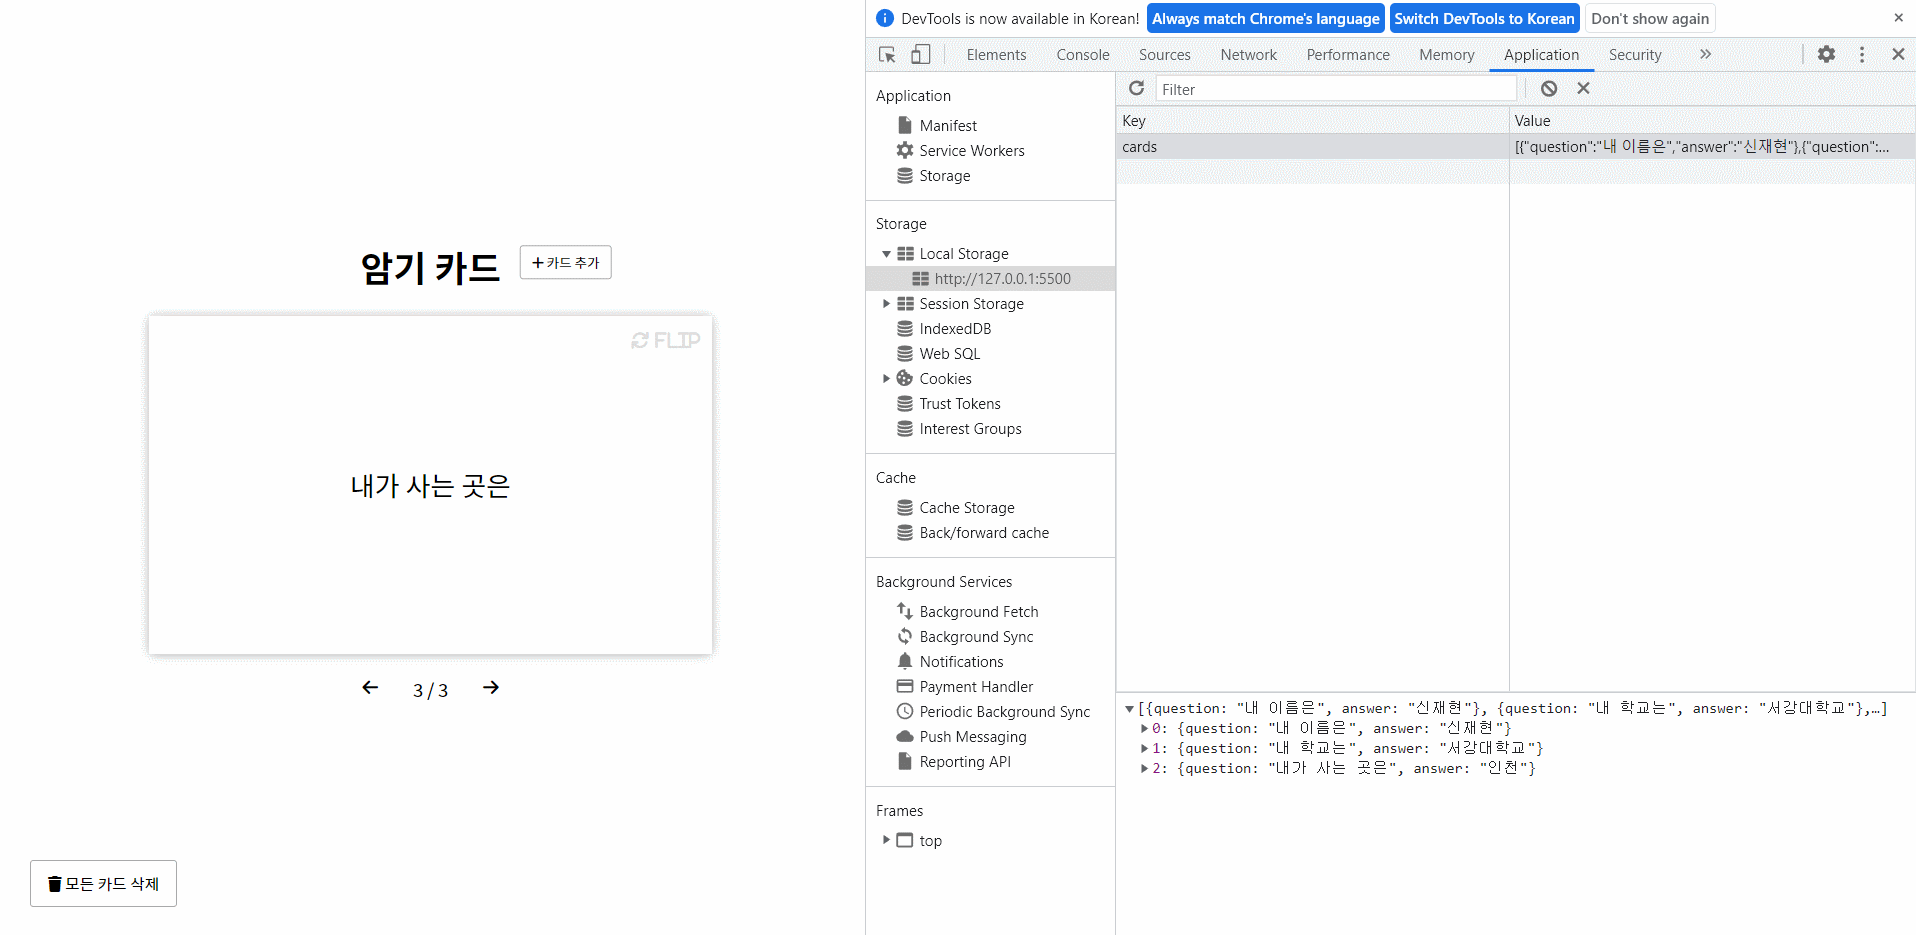 암기 카드
카드 추가
FLIP
내가 사는 곳은
3 / 3
모든 카드 삭제
DevTools is now available in Korean! Always match Chrome's language Switch DevTools to Korean Don't show again
Elements Console Sources Network Performance Memory Application Security
Application
Manifest
Service Workers
Storage
Storage
Local Storage
http://127.0.0.1:5500
Session Storage
IndexedDB
Web SQL
Cookies
Trust Tokens
Interest Groups
Cache
Cache Storage
Back/forward cache
Background Services
Background Fetch
Background Sync
Notifications
Payment Handler
Periodic Background Sync
Push Messaging
Reporting API
Frames
top
Filter
Key Value
cards [{"question":"내 이름은","answer":"신재현"},{"question":...
[{question: "내 이름은", answer: "신재현"}, {question: "내 학교는", answer: "서강대학교"},…]
0: {question: "내 이름은", answer: "신재현"}
1: {question: "내 학교는", answer: "서강대학교"}
2: {question: "내가 사는 곳은", answer: "인천"}